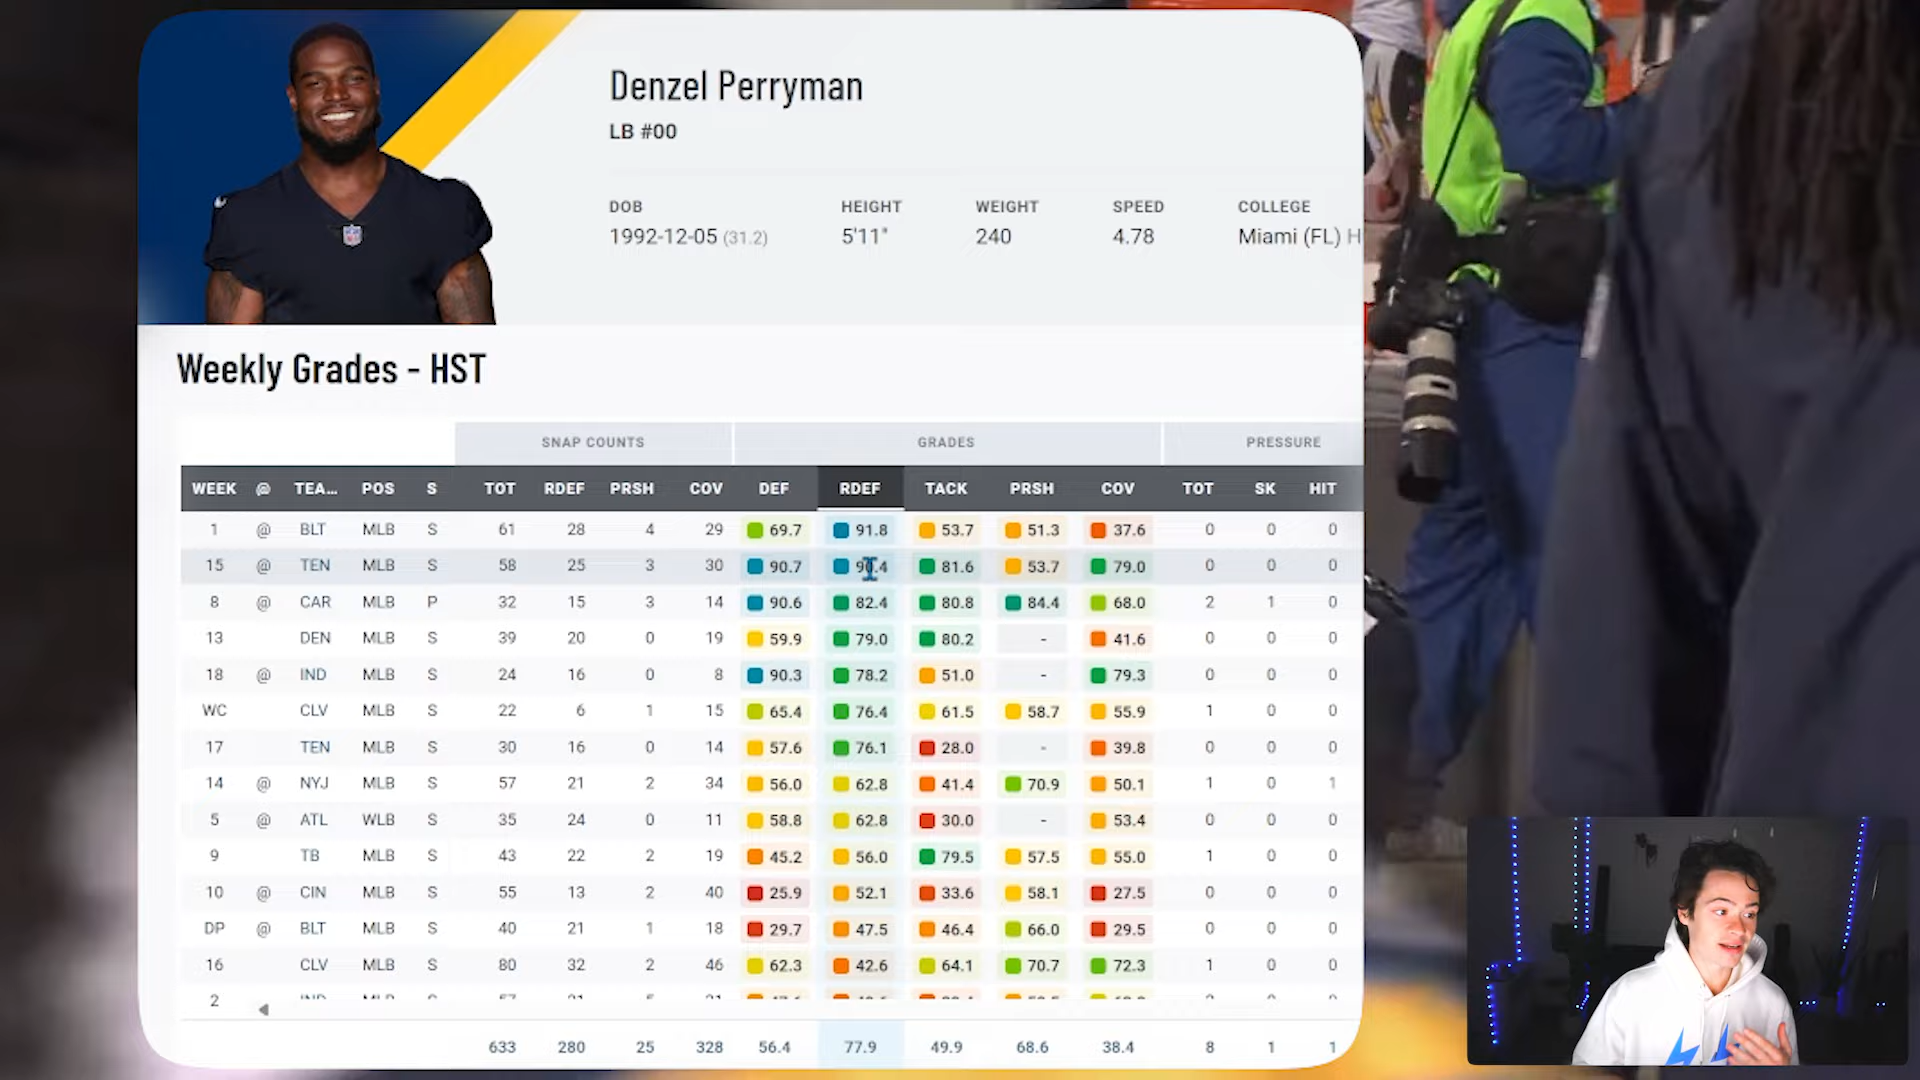 Denzel Perryman
LB #00
DOB HEIGHT WEIGHT SPEED COLLEGE
1992-12-05 (31.2) 5'11" 240 4.78 Miami (FL) H
Weekly Grades - HST
SNAP COUNTS GRADES PRESSURE
WEEK @ TEA... POS S TOT RDEF PRSH COV DEF RDEF TACK PRSH COV TOT SK HIT
1 @ BLT MLB S 61 28 4 29 69.7 91.8 53.7 51.3 37.6 0 0 0
15 @ TEN MLB S 58 25 3 30 90.7 90.4 81.6 53.7 79.0 0 0 0
8 @ CAR MLB P 32 15 3 14 90.6 82.4 80.8 84.4 68.0 2 1 0
13 DEN MLB S 39 20 0 19 59.9 79.0 80.2 - 41.6 0 0 0
18 @ IND MLB S 24 16 0 8 90.3 78.2 51.0 - 79.3 0 0 0
WC CLV MLB S 22 6 1 15 65.4 76.4 61.5 58.7 55.9 1 0 0
17 TEN MLB S 30 16 0 14 57.6 76.1 28.0 - 39.8 0 0 0
14 @ NYJ MLB S 57 21 2 34 56.0 62.8 41.4 70.9 50.1 1 0 1
5 @ ATL WLB S 35 24 0 11 58.8 62.8 30.0 - 53.4 0 0 0
9 TB MLB S 43 22 2 19 45.2 56.0 79.5 57.5 55.0 1 0 0
10 @ CIN MLB S 55 13 2 40 25.9 52.1 33.6 58.1 27.5 0 0 0
DP @ BLT MLB S 40 21 1 18 29.7 47.5 46.4 66.0 29.5 0 0 0
16 CLV MLB S 80 32 2 46 62.3 42.6 64.1 70.7 72.3 1 0 0
2
633 280 25 328 56.4 77.9 49.9 68.6 38.4 8 1 1